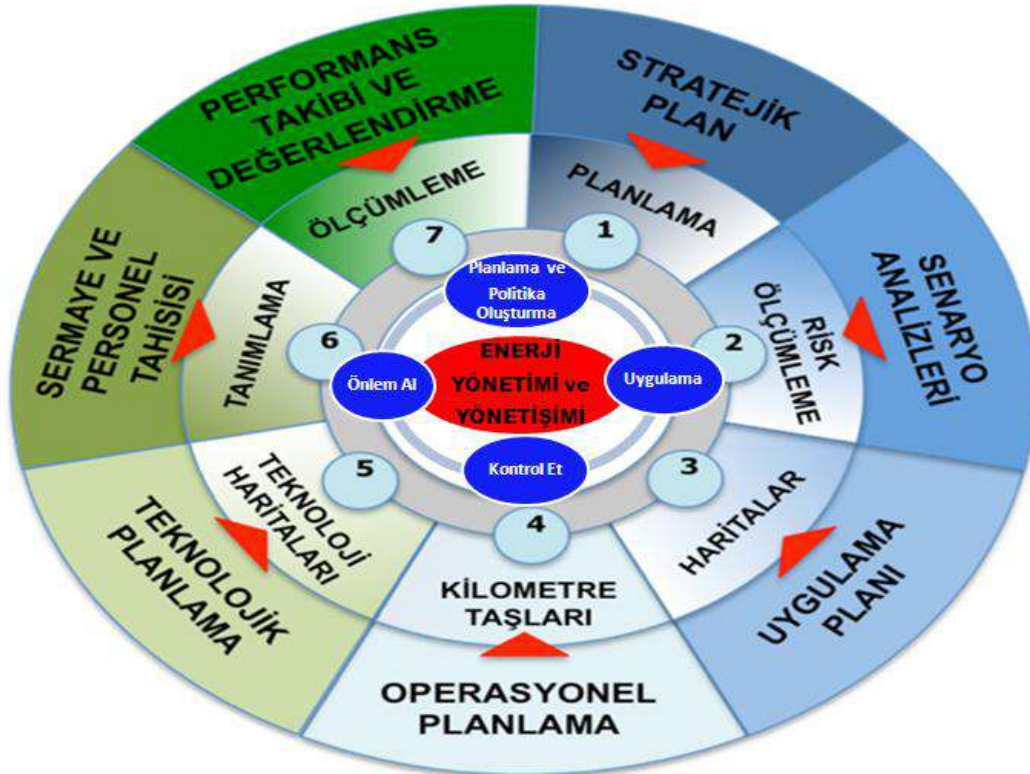 STRATEJİK
PLAN
PLANLAMA
1
SENARYO
ANALİZLERİ
RİSK
ÖLÇÜMLEME
2
UYGULAMA
PLANI
HARİTALAR
3
OPERASYONEL
PLANLAMA
KİLOMETRE
TAŞLARI
4
TEKNOLOJİK
PLANLAMA
TEKNOLOJİ
HARİTALARI
5
SERMAYE VE
PERSONEL
TAHİSİSİ
TANIMLAMA
6
PERFORMANS
TAKİBİ VE
DEĞERLENDİRME
ÖLÇÜMLEME
7
Planlama ve
Politika
Oluşturma
Uygulama
Kontrol Et
Önlem Al
ENERJİ
YÖNETİMİ ve
YÖNETİŞİMİ